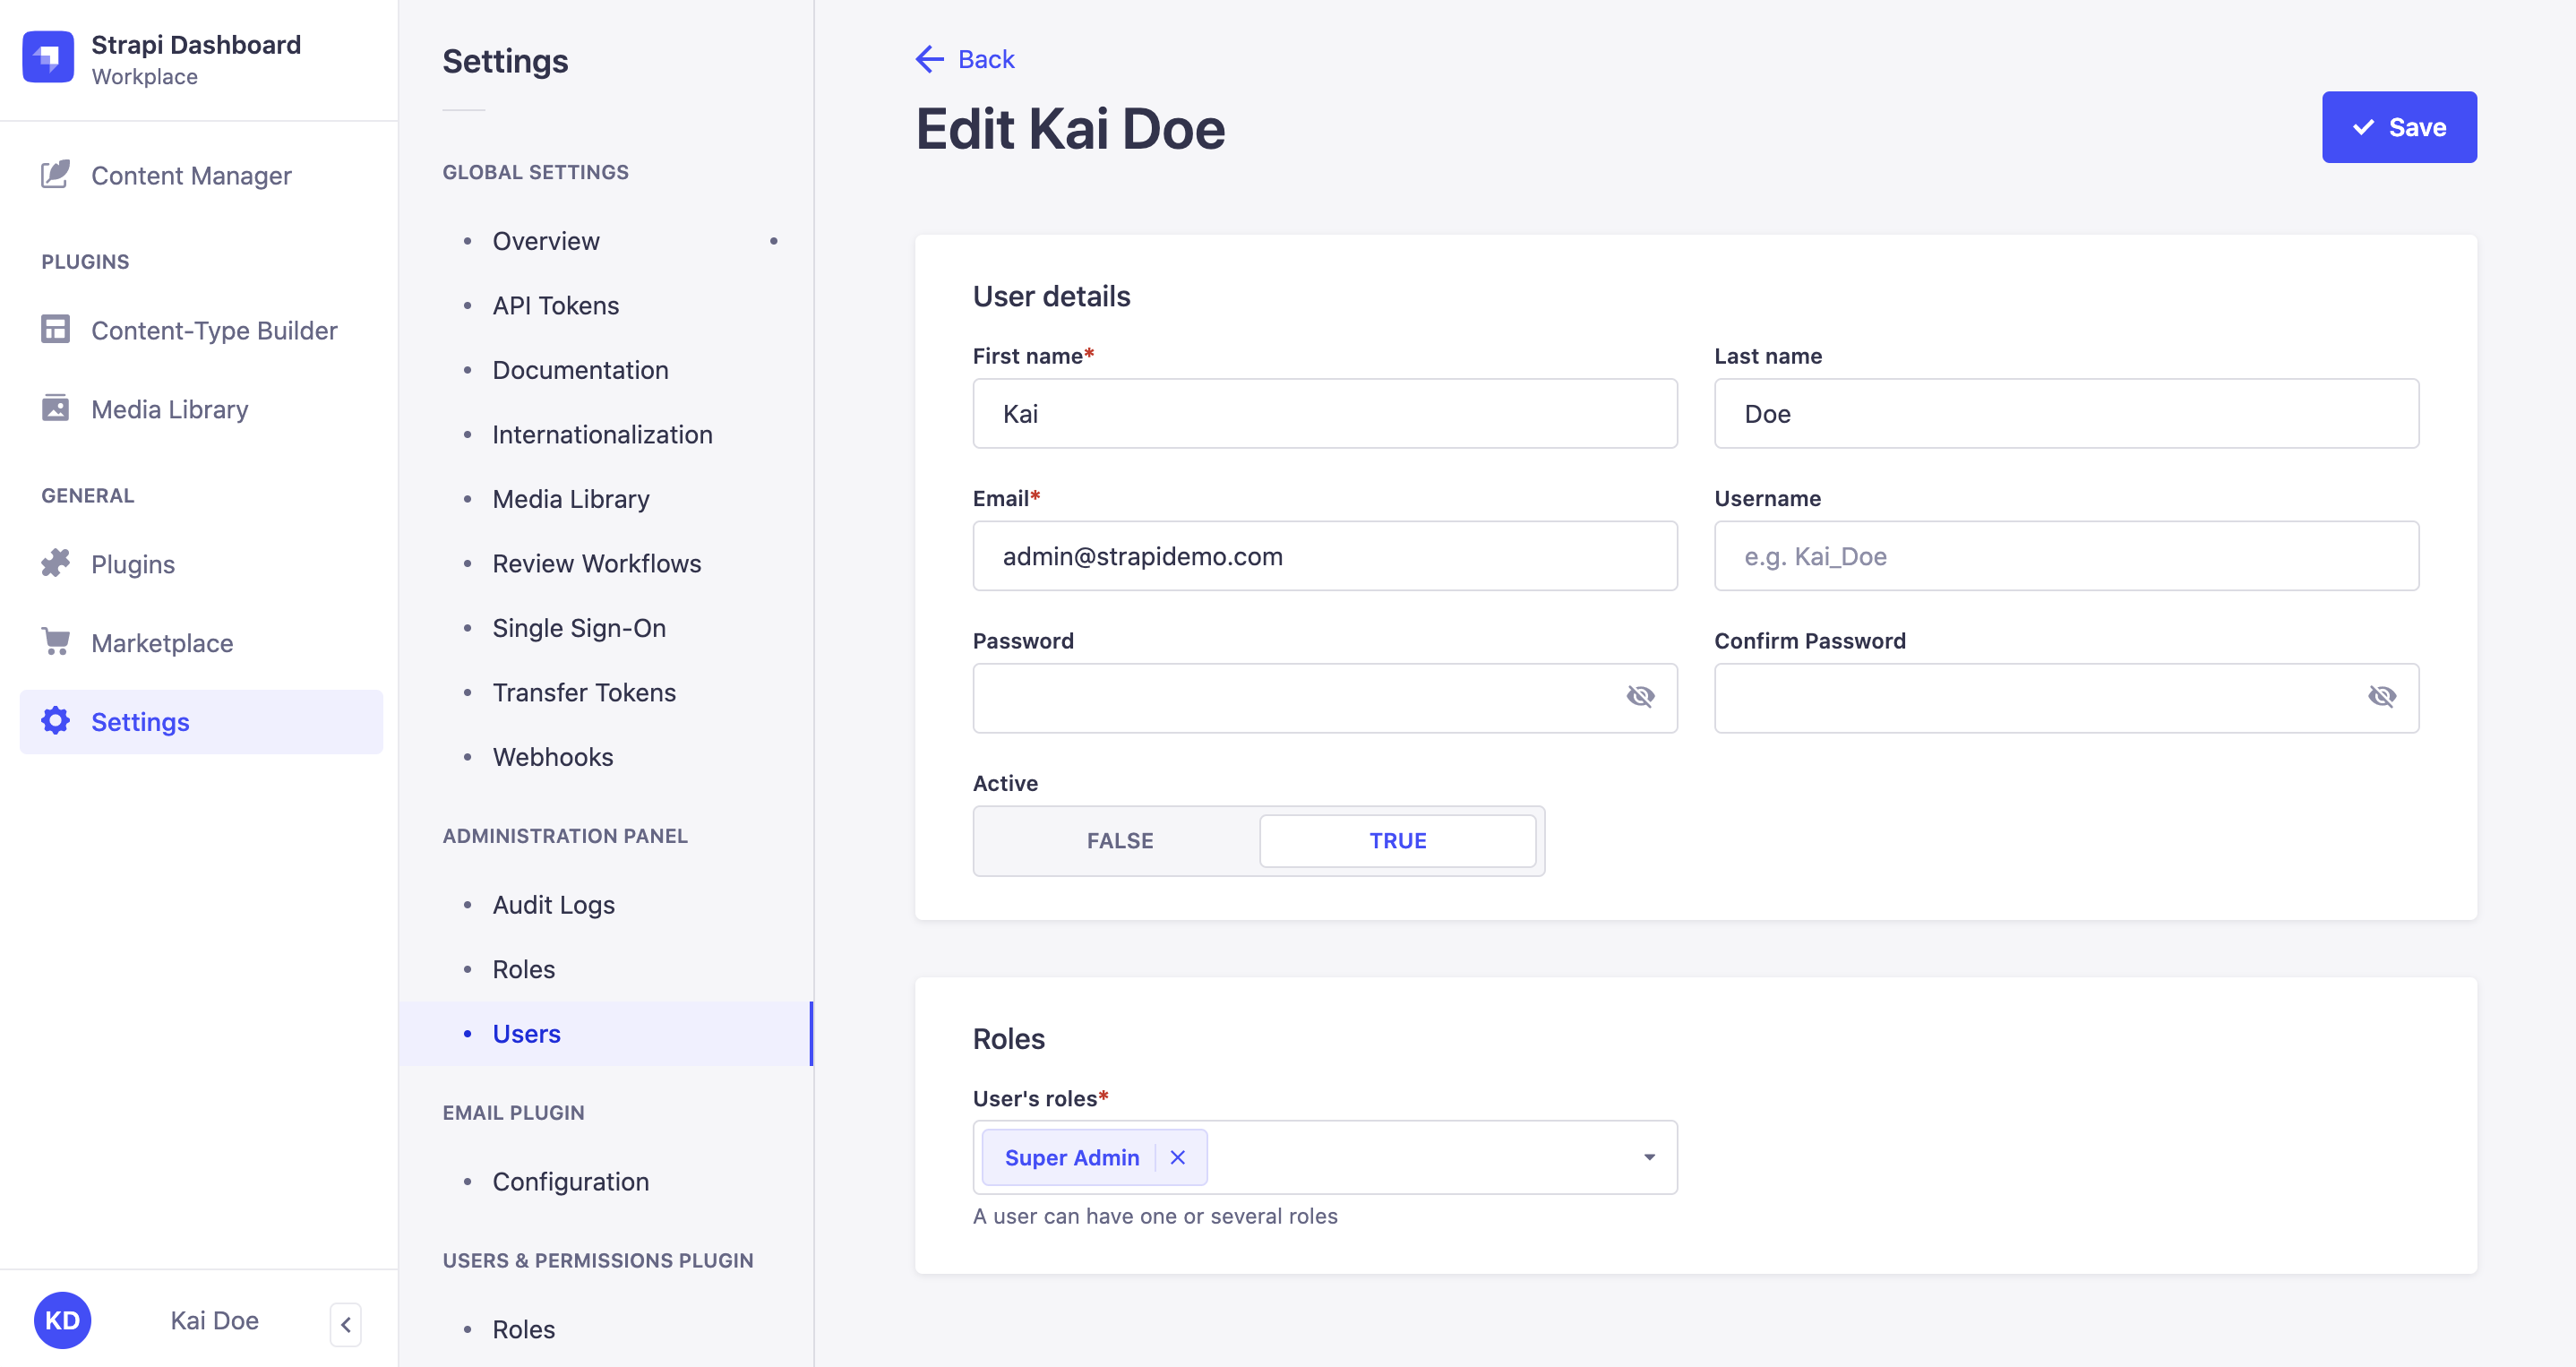 Strapi Dashboard
Workplace
Content Manager
PLUGINS
Content-Type Builder
Media Library
GENERAL
Plugins
Marketplace
Settings
KD
Kai Doe
Settings
GLOBAL SETTINGS
Overview
API Tokens
Documentation
Internationalization
Media Library
Review Workflows
Single Sign-On
Transfer Tokens
Webhooks
ADMINISTRATION PANEL
Audit Logs
Roles
Users
EMAIL PLUGIN
Configuration
USERS & PERMISSIONS PLUGIN
Roles
Back
Edit Kai Doe
Save
User details
First name*
Kai
Last name
Doe
Email*
admin@strapidemo.com
Username
e.g. Kai_Doe
Password
Confirm Password
Active
FALSE
TRUE
Roles
User's roles*
Super Admin
A user can have one or several roles